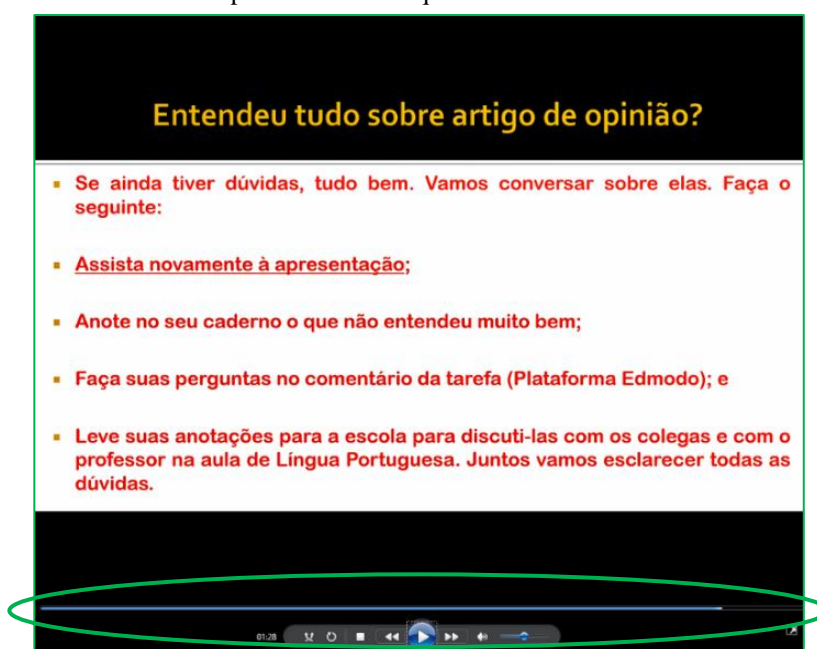 Entendeu tudo sobre artigo de opinião?
▪ Se ainda tiver dúvidas, tudo bem. Vamos conversar sobre elas. Faça o
seguinte:
▪ Assista novamente à apresentação;
▪ Anote no seu caderno o que não entendeu muito bem;
▪ Faça suas perguntas no comentário da tarefa (Plataforma Edmodo); e
▪ Leve suas anotações para a escola para discuti-las com os colegas e com o
professor na aula de Língua Portuguesa. Juntos vamos esclarecer todas as
dúvidas.
01:28